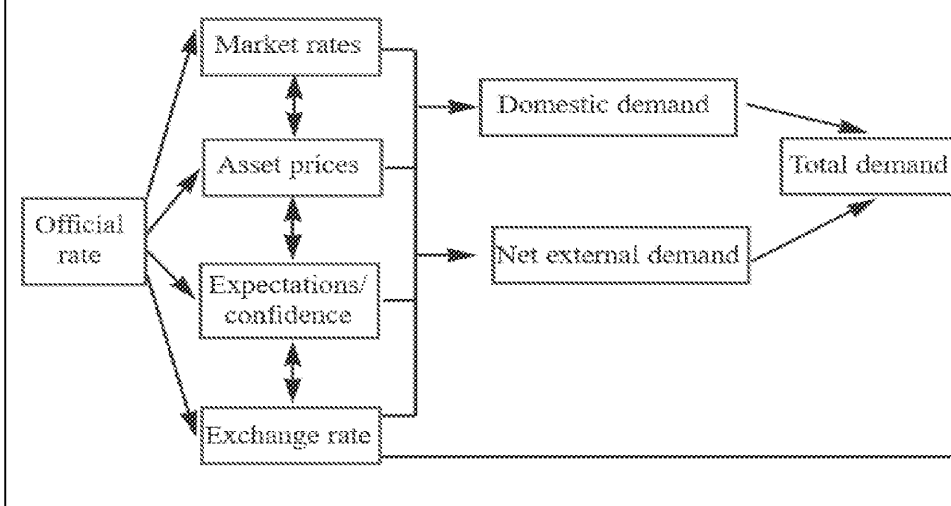 Market rates
Asset prices
Official
rate
Expectations/
confidence
Exchange rate
Domestic demand
Net external demand
Total demand